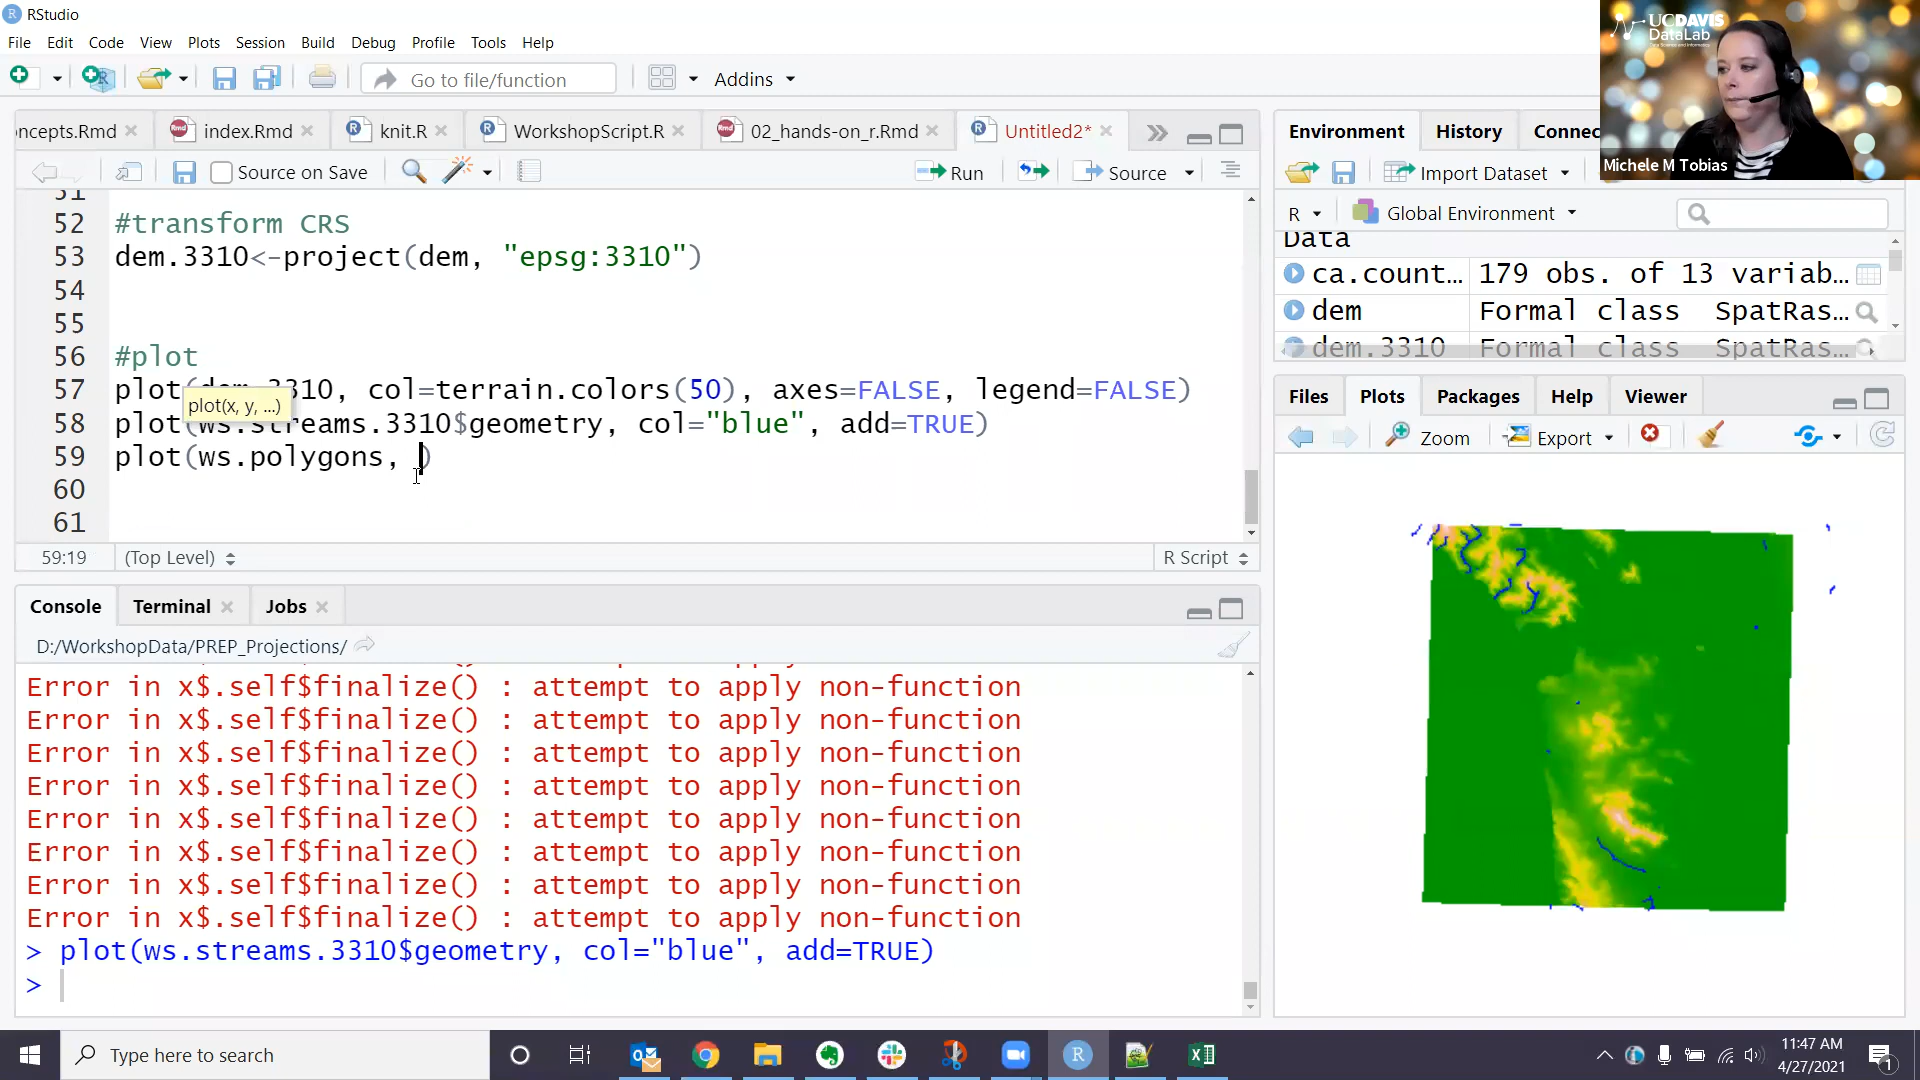 RStudio
File Edit Code View Plots Session Build Debug Profile Tools Help
Go to file/function Addins
ncepts.Rmd index.Rmd knit.R WorkshopScript.R 02_hands-on_r.Rmd Untitled2*
Source on Save Run Source
51
52 #transform CRS
53 dem.3310<-project(dem, "epsg:3310")
54
55
56 #plot
57 plot(dem.3310, col=terrain.colors(50), axes=FALSE, legend=FALSE)
plot(x, y, ...)
58 plot(ws.streams.3310$geometry, col="blue", add=TRUE)
59 plot(ws.polygons, )
60
61
59:19 (Top Level) R Script
Console Terminal Jobs
D:/WorkshopData/PREP_Projections/
Error in x$.self$finalize() : attempt to apply non-function
Error in x$.self$finalize() : attempt to apply non-function
Error in x$.self$finalize() : attempt to apply non-function
Error in x$.self$finalize() : attempt to apply non-function
Error in x$.self$finalize() : attempt to apply non-function
Error in x$.self$finalize() : attempt to apply non-function
Error in x$.self$finalize() : attempt to apply non-function
Error in x$.self$finalize() : attempt to apply non-function
> plot(ws.streams.3310$geometry, col="blue", add=TRUE)
>
Environment History Connec
Import Dataset
R Global Environment
Data
ca.count... 179 obs. of 13 variab...
dem Formal class SpatRas...
dem.3310 Formal class SpatRas...
Files Plots Packages Help Viewer
Zoom Export
UCDAVIS
DataLab
Michele M Tobias
Type here to search
11:47 AM
4/27/2021
1